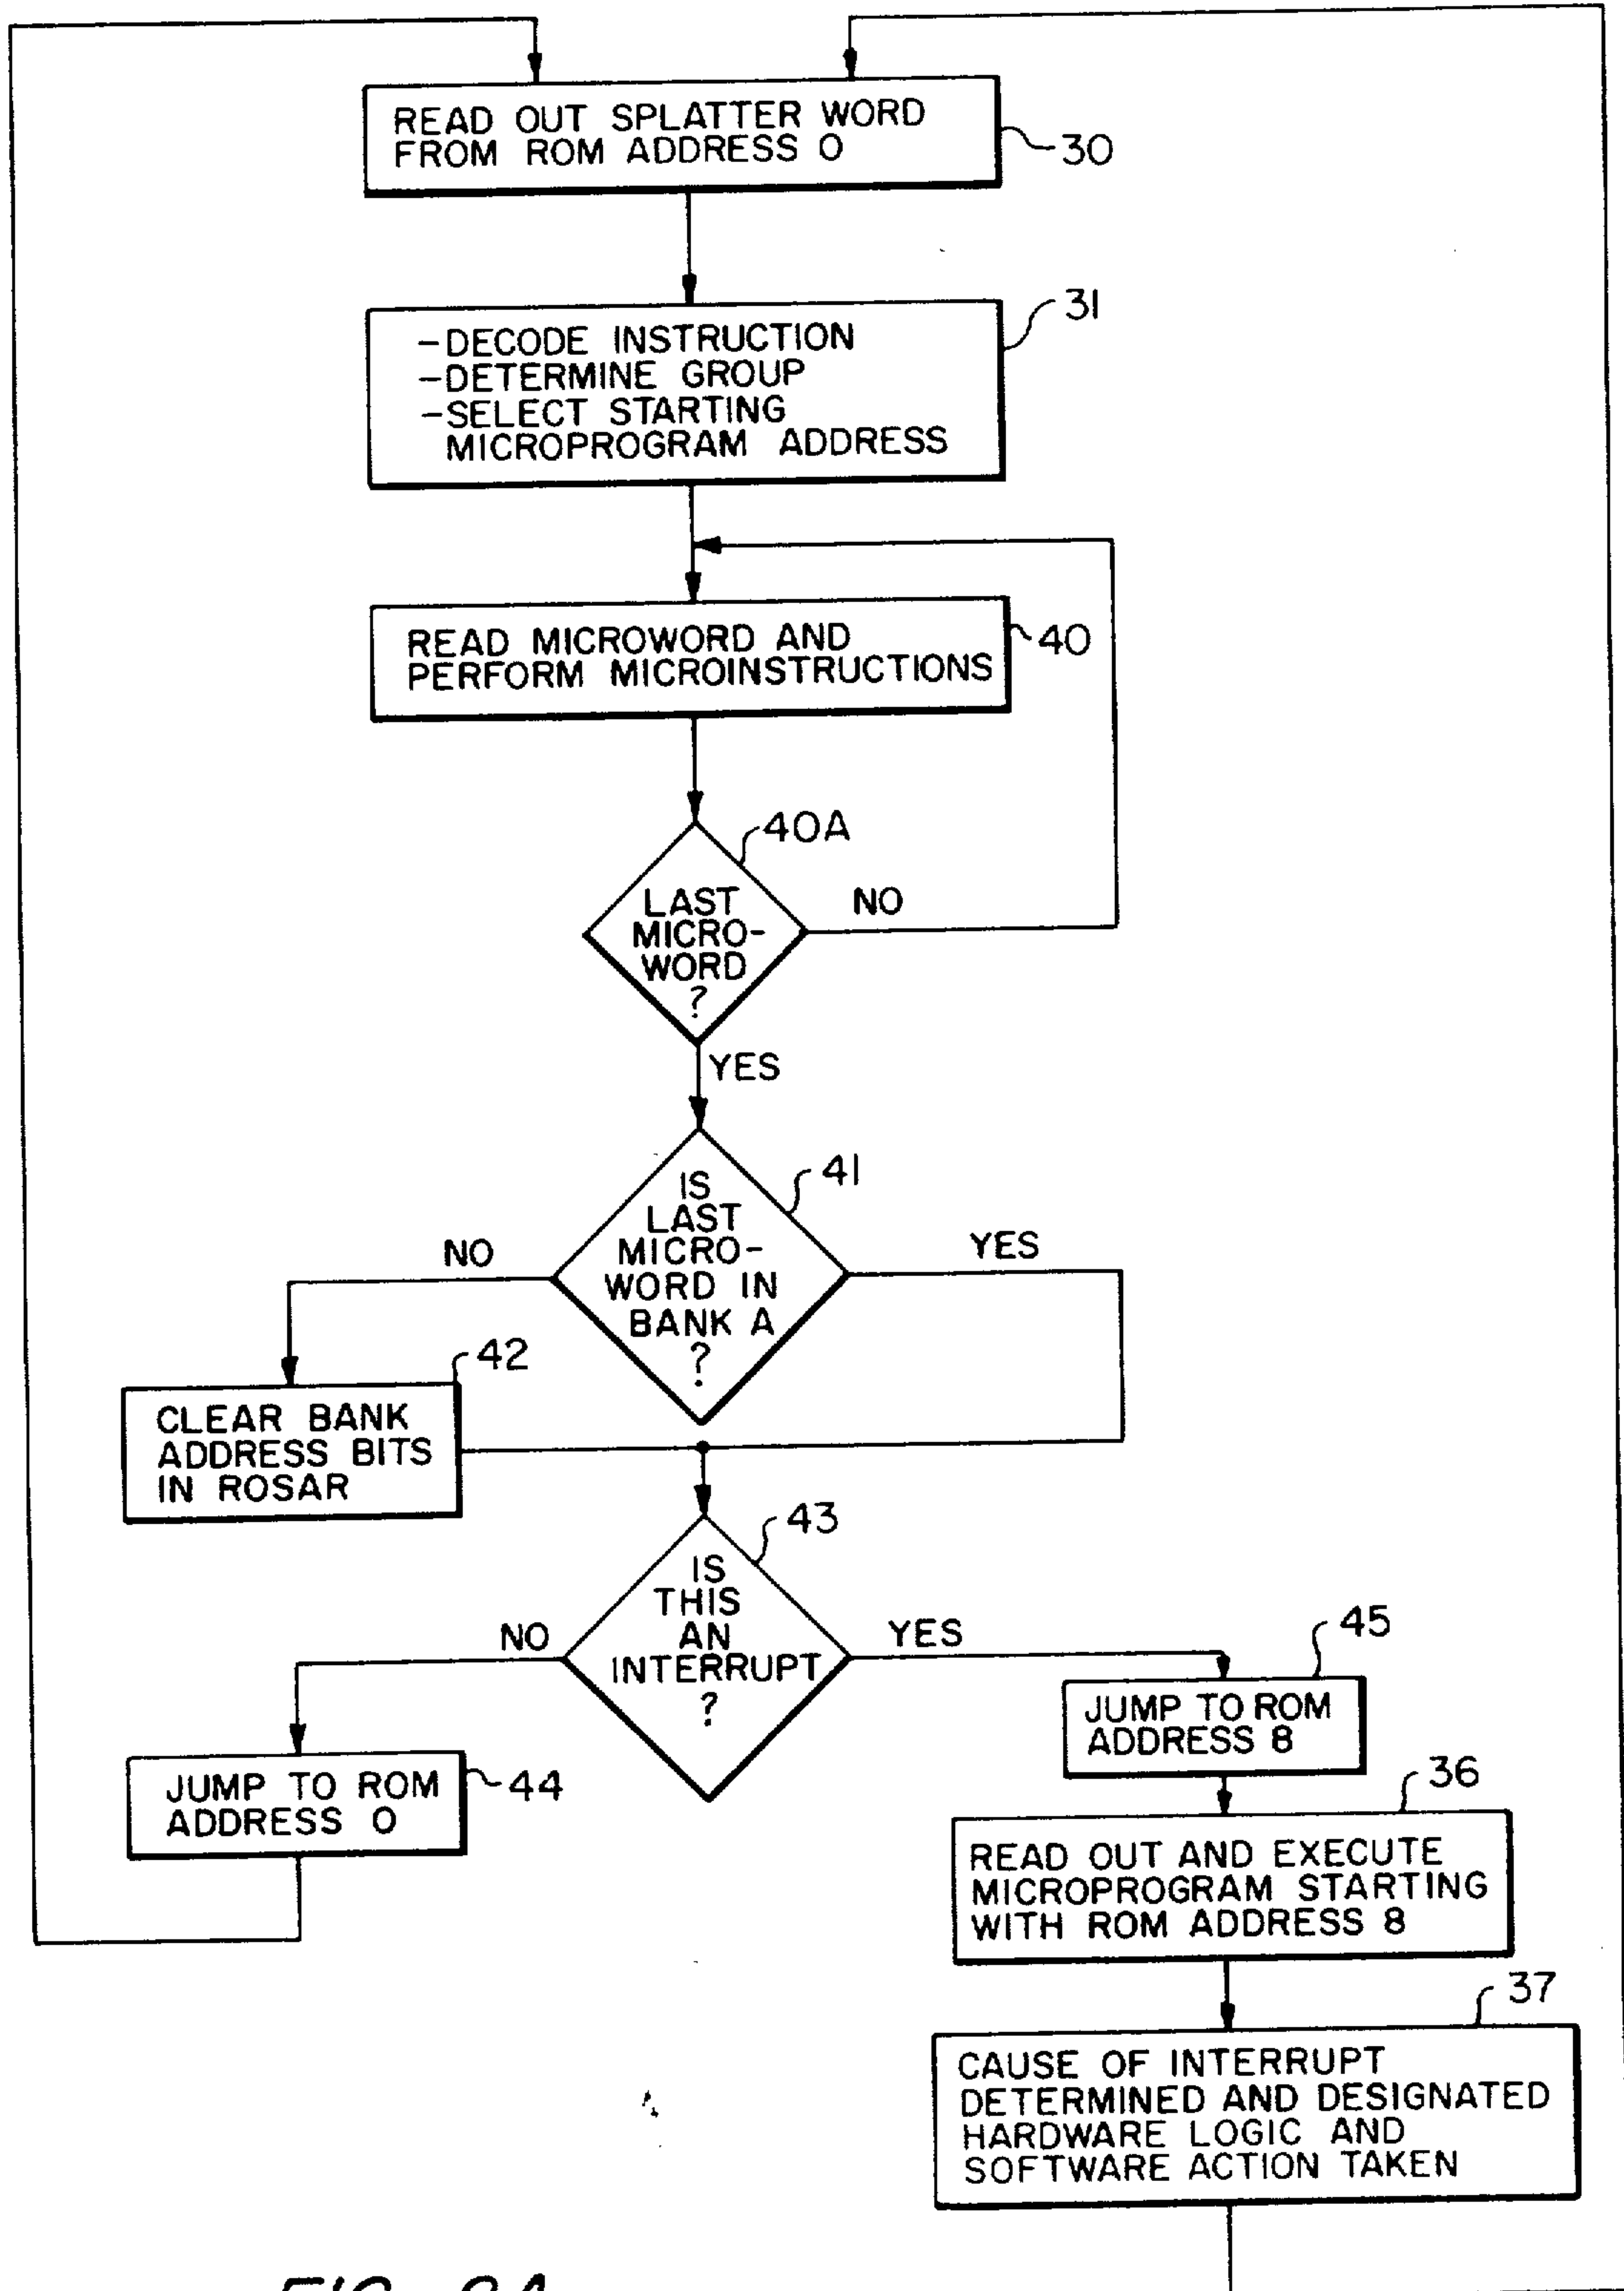 READ OUT SPLATTER WORD
FROM ROM ADDRESS 0
30
31
-DECODE INSTRUCTION
-DETERMINE GROUP
-SELECT STARTING
MICROPROGRAM ADDRESS
READ MICROWORD AND
PERFORM MICROINSTRUCTIONS
40
40A
LAST
MICRO-
WORD
?
NO
YES
41
IS
LAST
MICRO-
WORD IN
BANK A
?
NO
YES
42
CLEAR BANK
ADDRESS BITS
IN ROSAR
43
IS
THIS
AN
INTERRUPT
?
NO
YES
45
JUMP TO ROM
ADDRESS 8
JUMP TO ROM
ADDRESS 0
44
36
READ OUT AND EXECUTE
MICROPROGRAM STARTING
WITH ROM ADDRESS 8
37
CAUSE OF INTERRUPT
DETERMINED AND DESIGNATED
HARDWARE LOGIC AND
SOFTWARE ACTION TAKEN